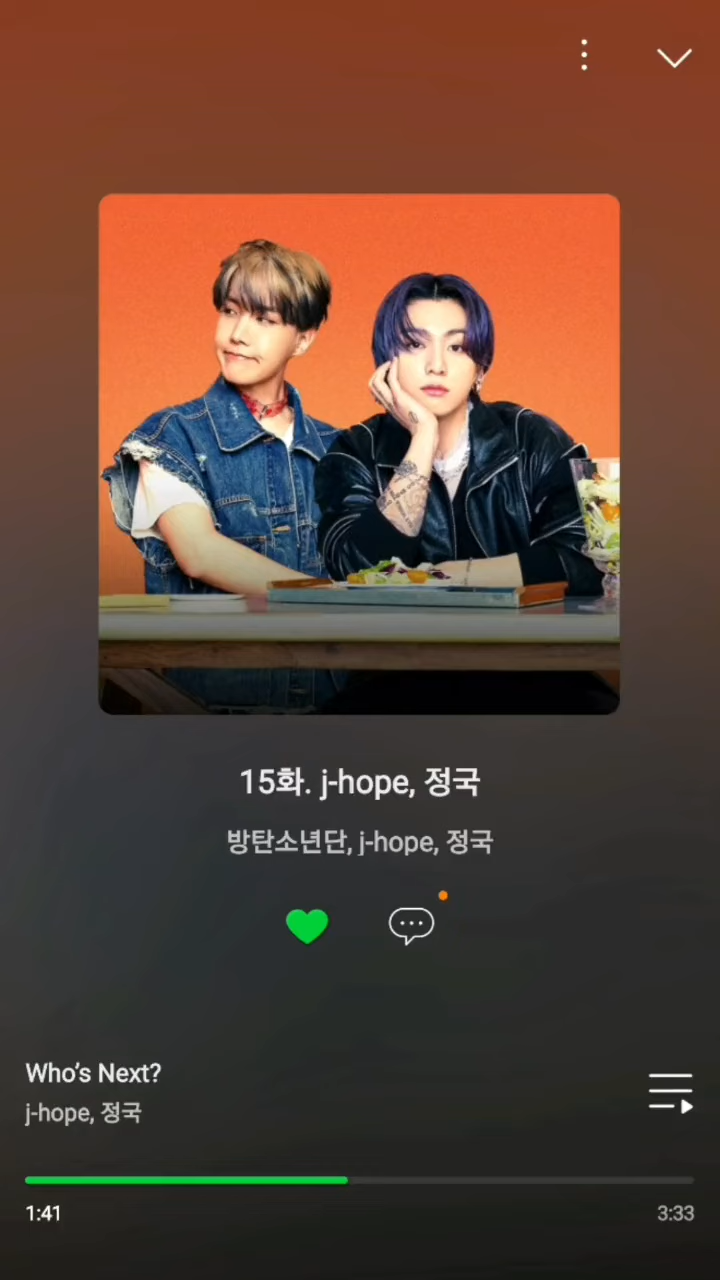 15화. j-hope, 정국
방탄소년단, j-hope, 정국
Who's Next?
j-hope, 정국
1:41
3:33